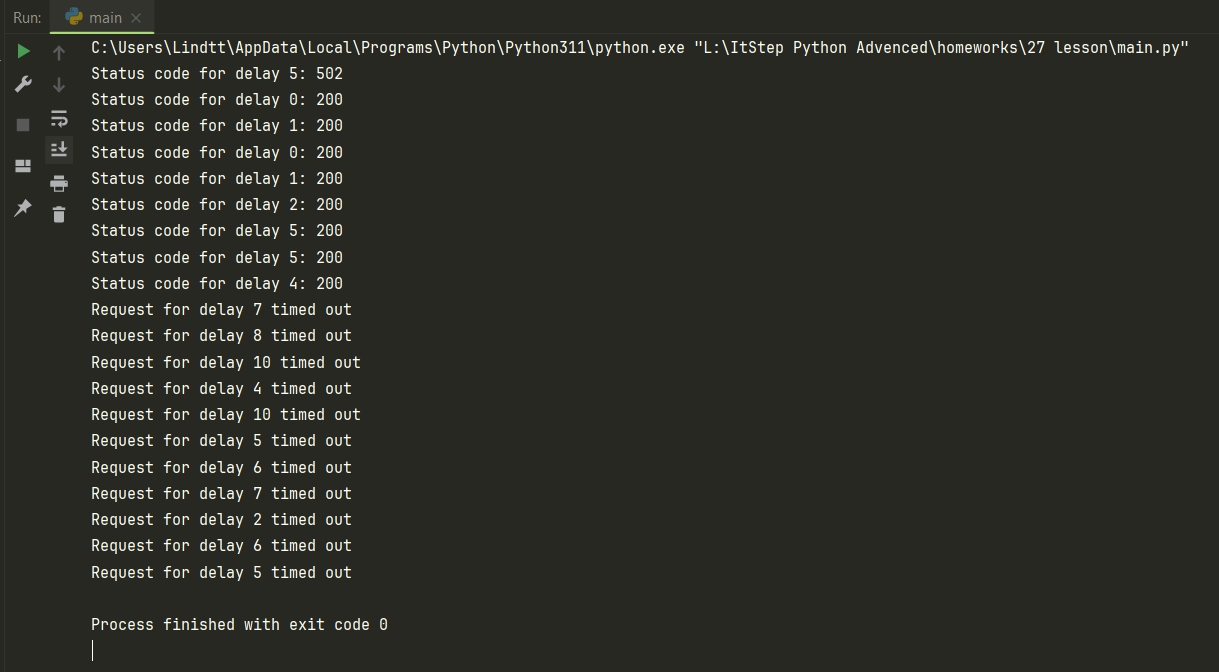 Run:
main
C:\Users\Lindtt\AppData\Local\Programs\Python\Python311\python.exe "L:\ItStep Python Advenced\homeworks\27 lesson\main.py"
Status code for delay 5: 502
Status code for delay 0: 200
Status code for delay 1: 200
Status code for delay 0: 200
Status code for delay 1: 200
Status code for delay 2: 200
Status code for delay 5: 200
Status code for delay 5: 200
Status code for delay 4: 200
Request for delay 7 timed out
Request for delay 8 timed out
Request for delay 10 timed out
Request for delay 4 timed out
Request for delay 10 timed out
Request for delay 5 timed out
Request for delay 6 timed out
Request for delay 7 timed out
Request for delay 2 timed out
Request for delay 6 timed out
Request for delay 5 timed out
Process finished with exit code 0